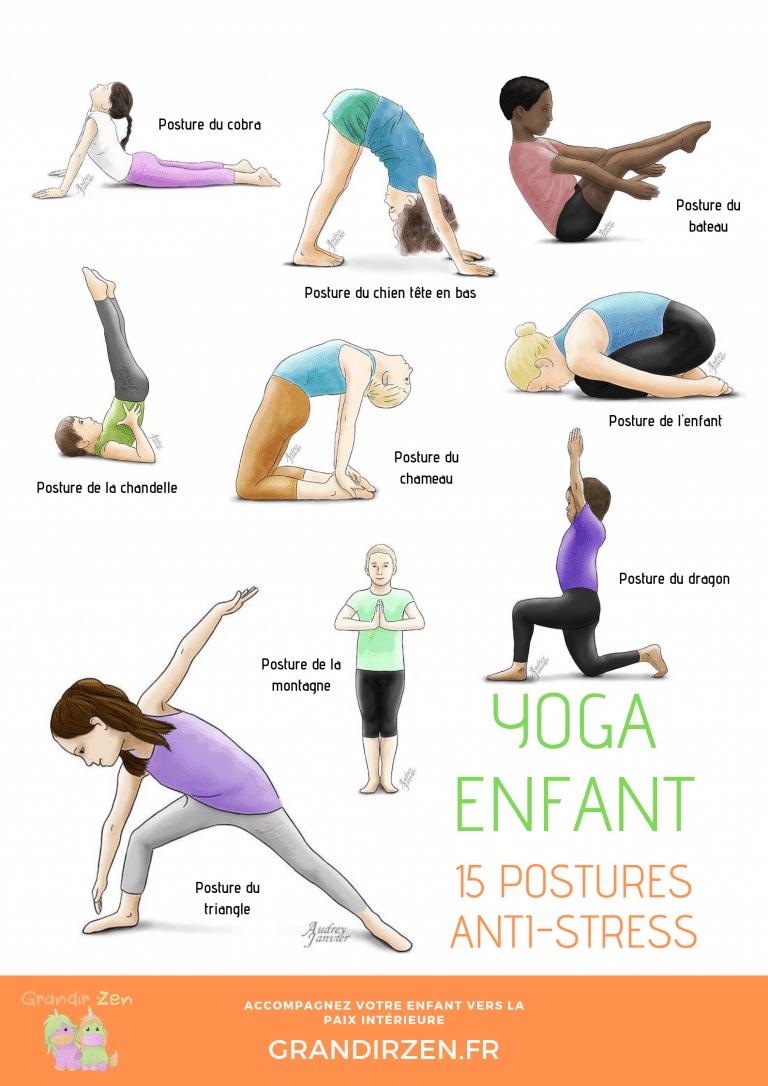 Posture du cobra
Posture du
bateau
Posture du chien tête en bas
Posture de l'enfant
Posture du
chameau
Posture de la chandelle
Posture du dragon
Posture de la
montagne
YOGA
ENFANT
15 POSTURES
ANTI-STRESS
Posture du
triangle
Audrey
Janvier
Grandir Zen
ACCOMPAGNEZ VOTRE ENFANT VERS LA
PAIX INTÉRIEURE
GRANDIRZEN.FR